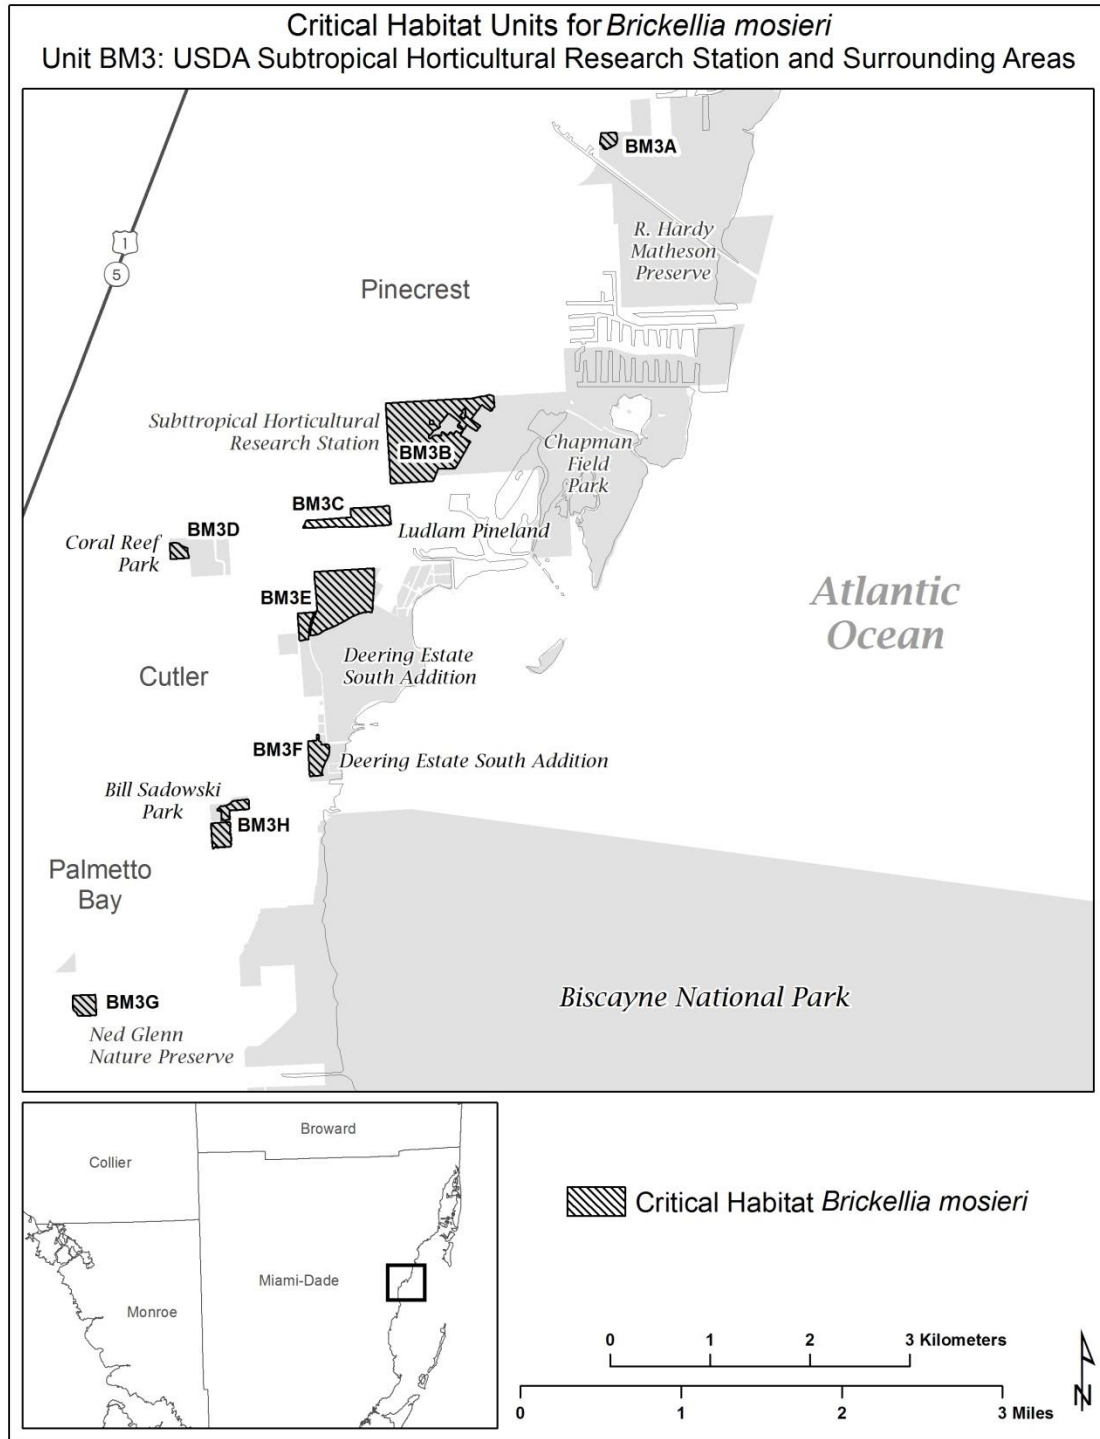 Critical Habitat Units for Brickellia mosieri
Unit BM3: USDA Subtropical Horticultural Research Station and Surrounding Areas
BM3A
R. Hardy
Matheson
Preserve
1
5
Pinecrest
Subttropical Horticultural
Research Station
BM3B
Chapman
Field
Park
BM3C
Ludlam Pineland
BM3D
Coral Reef
Park
BM3E
Atlantic
Ocean
Deering Estate
South Addition
Cutler
BM3F
Deering Estate South Addition
Bill Sadowski
Park
BM3H
Palmetto
Bay
BM3G
Biscayne National Park
Ned Glenn
Nature Preserve
Broward
Collier
Miami-Dade
Monroe
Critical Habitat Brickellia mosieri
0 1 2 3 Kilometers
0 1 2 3 Miles
N